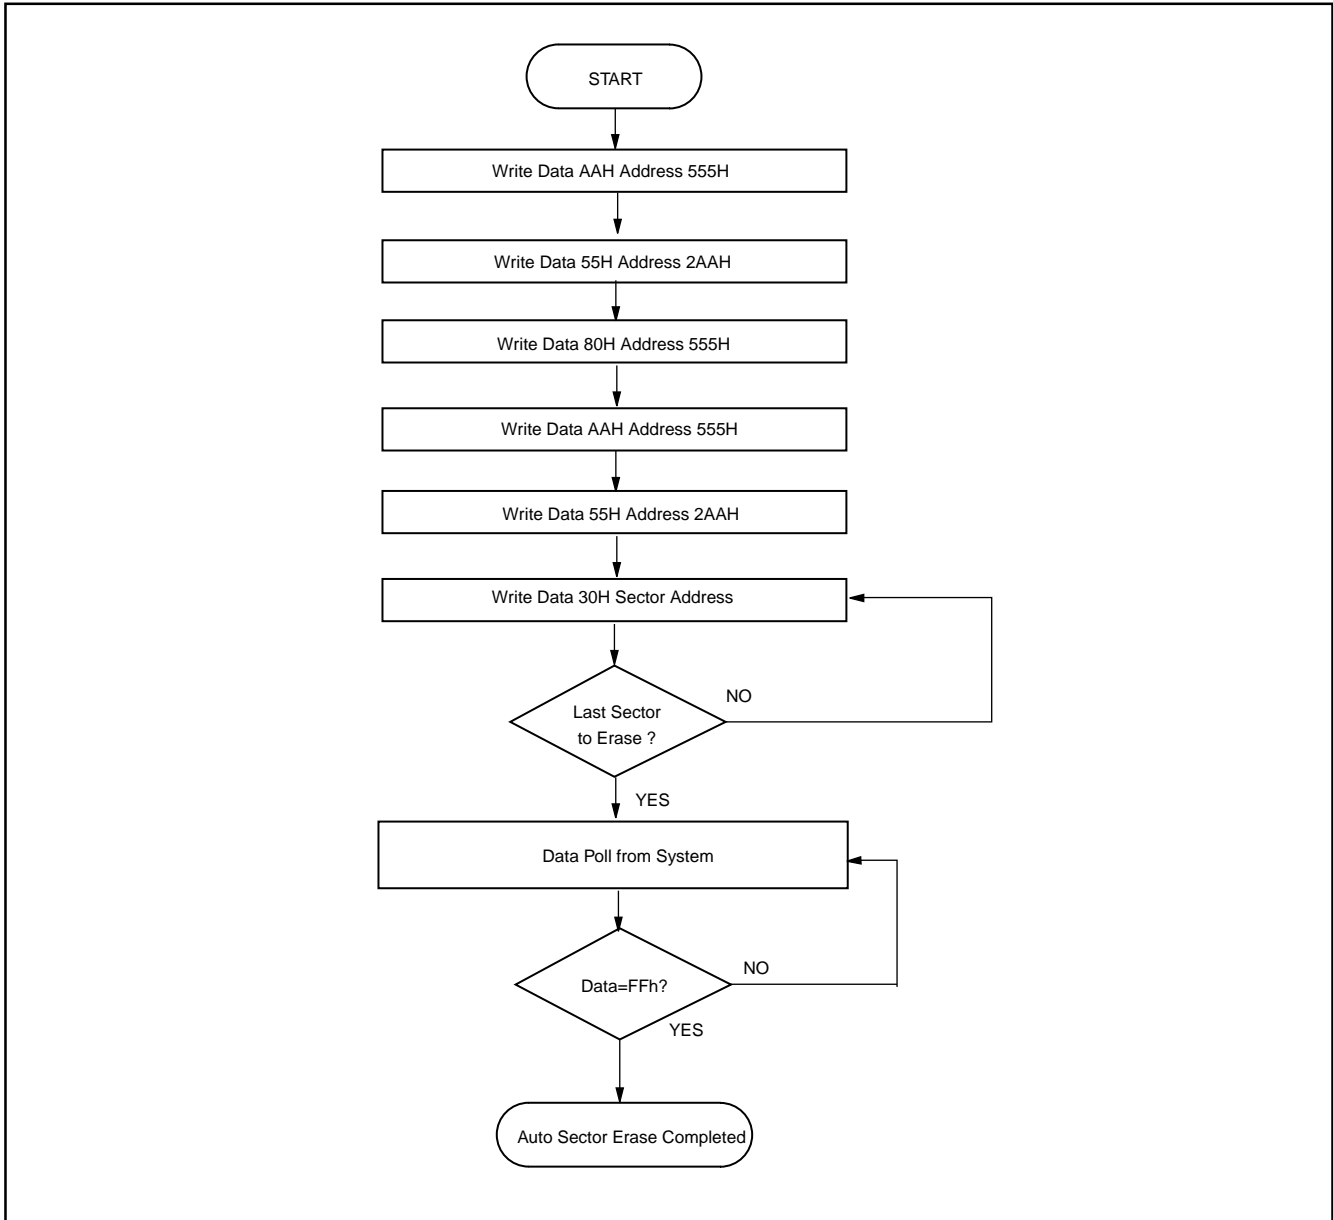 START
Write Data AAH Address 555H
Write Data 55H Address 2AAH
Write Data 80H Address 555H
Write Data AAH Address 555H
Write Data 55H Address 2AAH
Write Data 30H Sector Address
NO
Last Sector
to Erase ?
YES
Data Poll from System
NO
Data=FFh?
YES
Auto Sector Erase Completed